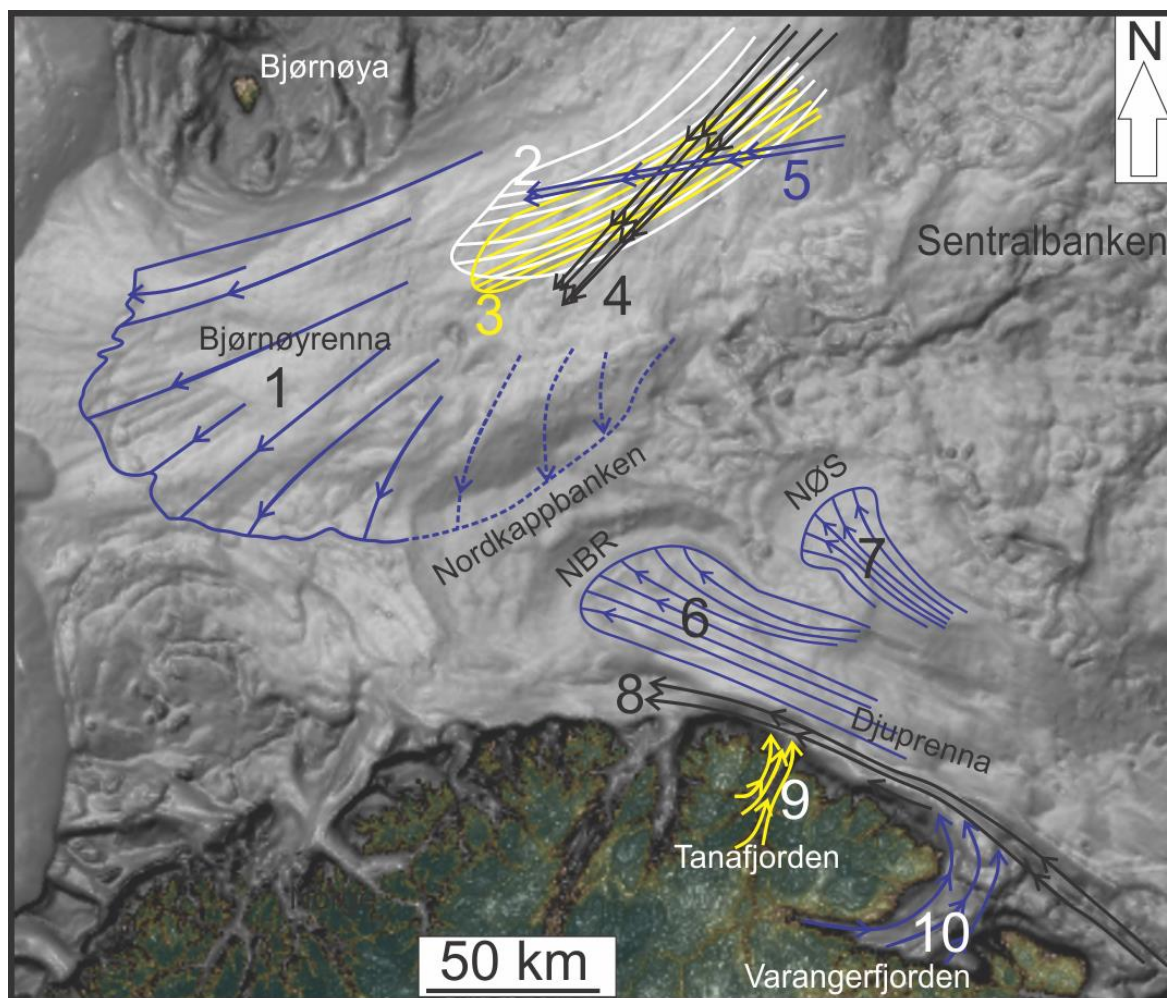 N
Bjørnøya
2
5
Sentralbanken
3
4
Bjørnøyrenna
1
Nordkappbanken
NØS
7
NBR
6
8
Djuprenna
9
Tanafjorden
10
50 km
Varangerfjorden